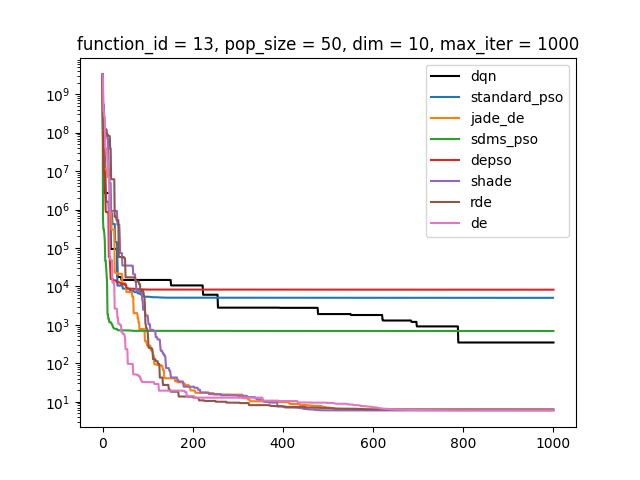 function_id = 13, pop_size = 50, dim = 10, max_iter = 1000
dqn
standard_pso
jade_de
sdms_pso
depso
shade
rde
de
10⁹
10⁸
10⁷
10⁶
10⁵
10⁴
10³
10²
10¹
0 200 400 600 800 1000